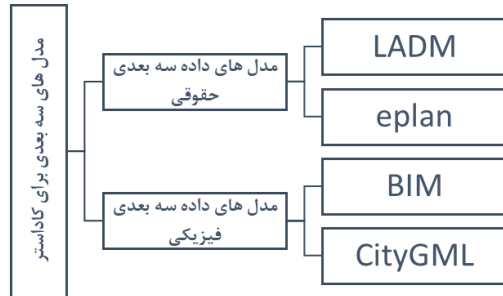 مدل های سه بعدی برای کاداستر
مدل های داده سه بعدی
حقوقی
LADM
eplan
مدل های داده سه بعدی
فیزیکی
BIM
CityGML